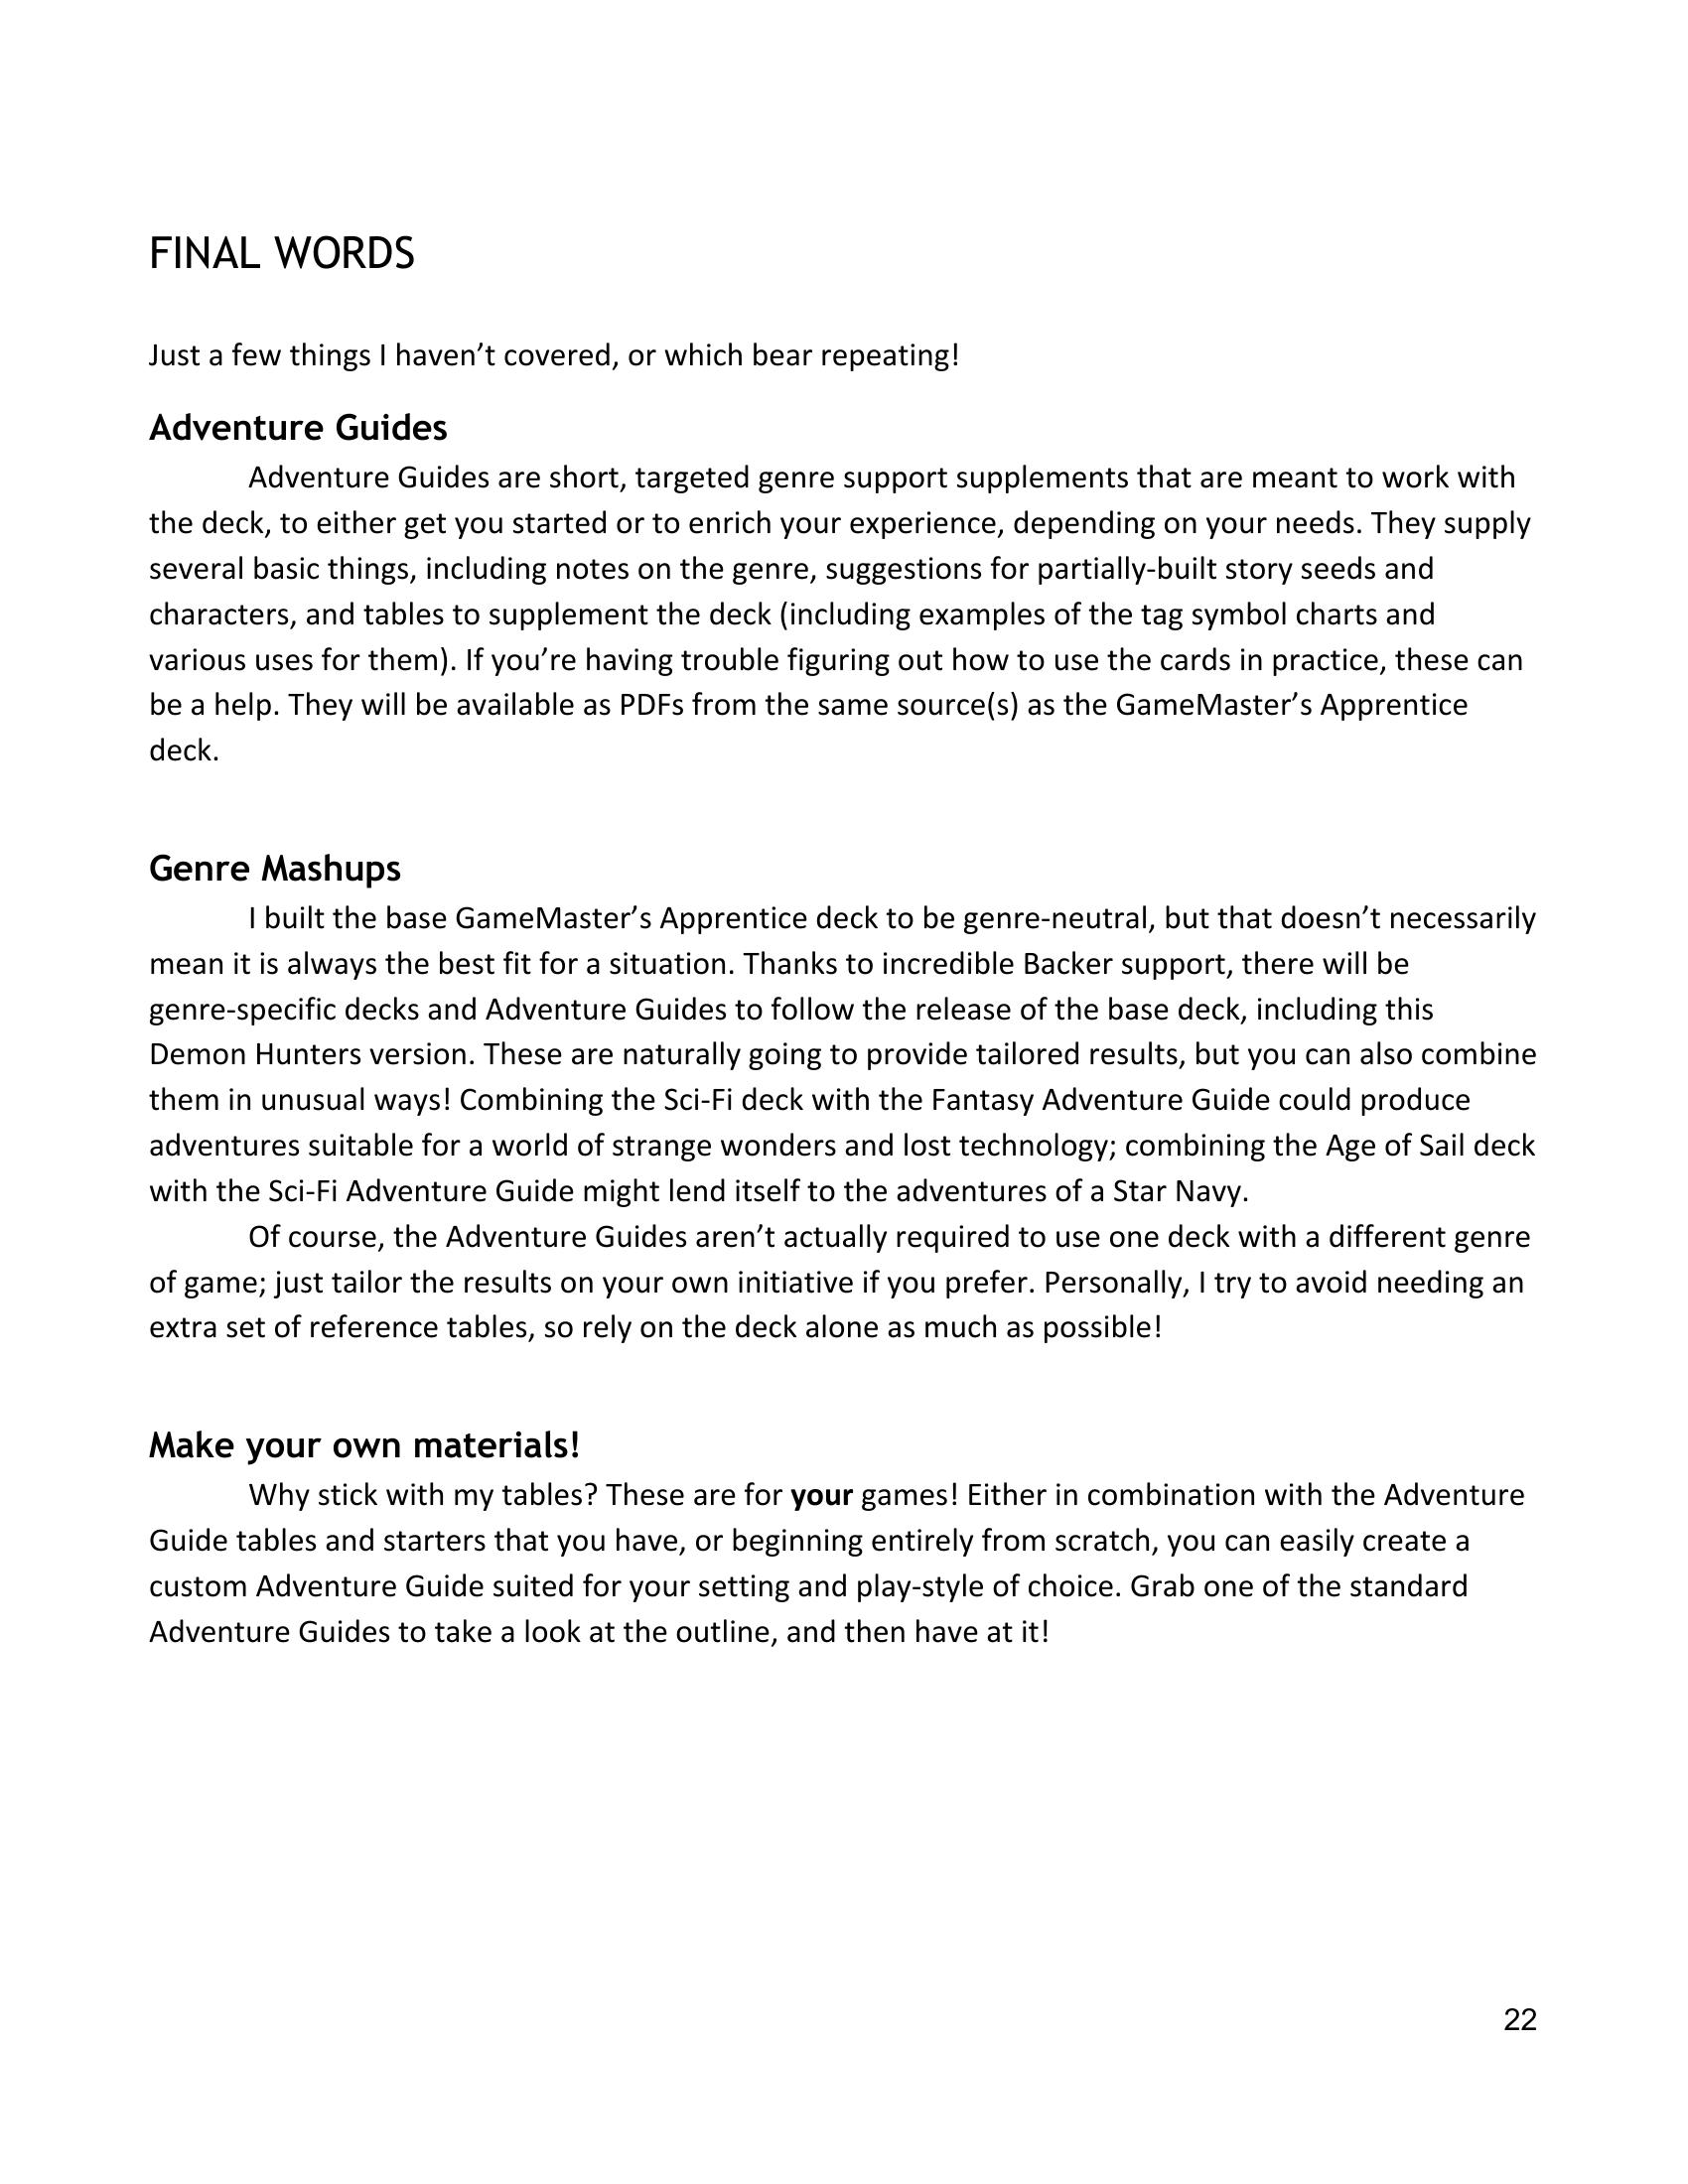 FINAL WORDS
Just a few things I haven’t covered, or which bear repeating!
Adventure Guides
Adventure Guides are short, targeted genre support supplements that are meant to work with
the deck, to either get you started or to enrich your experience, depending on your needs. They supply
several basic things, including notes on the genre, suggestions for partially-built story seeds and
characters, and tables to supplement the deck (including examples of the tag symbol charts and
various uses for them). If you’re having trouble figuring out how to use the cards in practice, these can
be a help. They will be available as PDFs from the same source(s) as the GameMaster’s Apprentice
deck.
Genre Mashups
I built the base GameMaster’s Apprentice deck to be genre-neutral, but that doesn’t necessarily
mean it is always the best fit for a situation. Thanks to incredible Backer support, there will be
genre-specific decks and Adventure Guides to follow the release of the base deck, including this
Demon Hunters version. These are naturally going to provide tailored results, but you can also combine
them in unusual ways! Combining the Sci-Fi deck with the Fantasy Adventure Guide could produce
adventures suitable for a world of strange wonders and lost technology; combining the Age of Sail deck
with the Sci-Fi Adventure Guide might lend itself to the adventures of a Star Navy.
Of course, the Adventure Guides aren’t actually required to use one deck with a different genre
of game; just tailor the results on your own initiative if you prefer. Personally, I try to avoid needing an
extra set of reference tables, so rely on the deck alone as much as possible!
Make your own materials!
Why stick with my tables? These are for your games! Either in combination with the Adventure
Guide tables and starters that you have, or beginning entirely from scratch, you can easily create a
custom Adventure Guide suited for your setting and play-style of choice. Grab one of the standard
Adventure Guides to take a look at the outline, and then have at it!
22